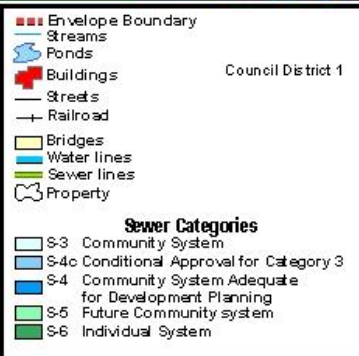 Envelope Boundary
Streams
Ponds
Buildings
Council District 1
Streets
Railroad
Bridges
Water lines
Sewer lines
Property
Sewer Categories
S-3 Community System
S-4c Conditional Approval for Category 3
S-4 Community System Adequate
for Development Planning
S-5 Future Community system
S-6 Individual System